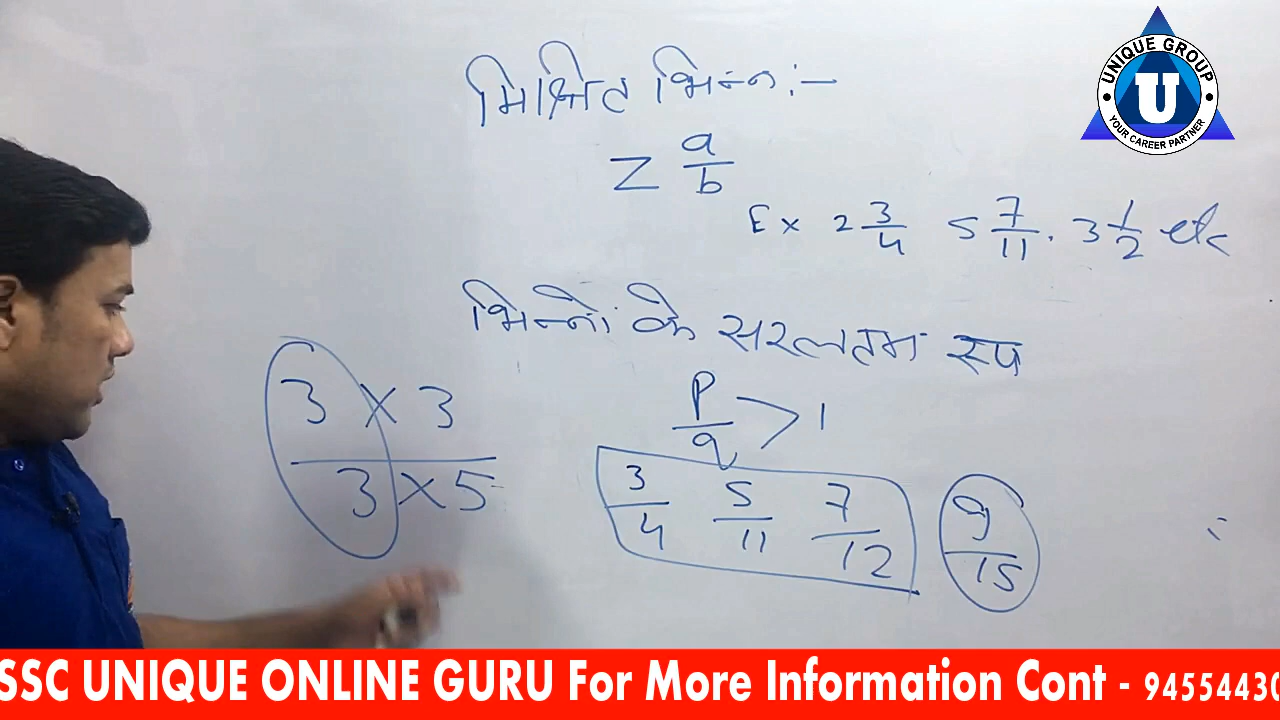 मिश्रित भिन्न :-
z a/b
Ex 2 3/4 5 7/11. 3 1/2 etc
भिन्नों के सरलतम रूप
p/q > 1
3 × 3 / 3 × 5
3/4 5/11 7/12 9/15 =
UNIQUE GROUP
U
YOUR CAREER PARTNER
SSC UNIQUE ONLINE GURU For More Information Cont - 94554430